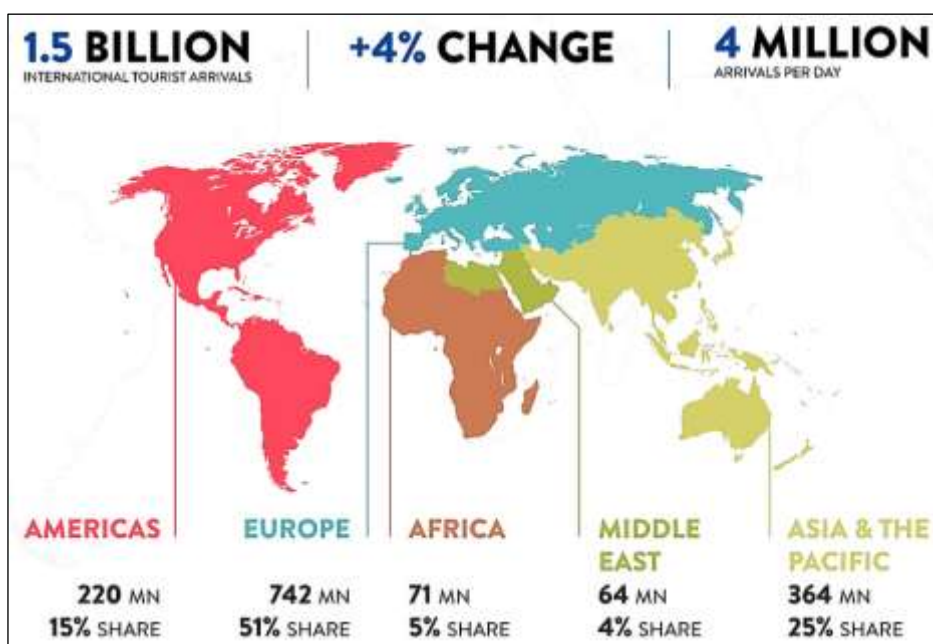 1.5 BILLION
INTERNATIONAL TOURIST ARRIVALS
+4% CHANGE
4 MILLION
ARRIVALS PER DAY
AMERICAS
220 MN
15% SHARE
EUROPE
742 MN
51% SHARE
AFRICA
71 MN
5% SHARE
MIDDLE
EAST
64 MN
4% SHARE
ASIA & THE
PACIFIC
364 MN
25% SHARE